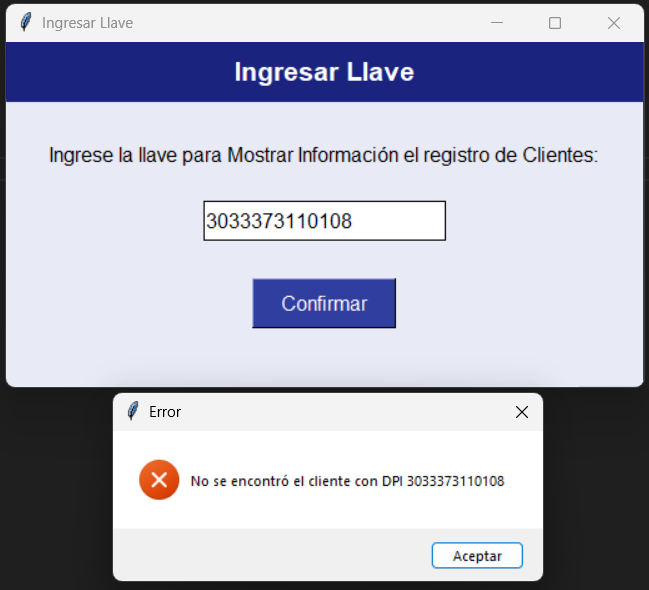 Ingresar Llave
Ingresar Llave
Ingrese la llave para Mostrar Información el registro de Clientes:
3033373110108
Confirmar
Error
No se encontró el cliente con DPI 3033373110108
Aceptar